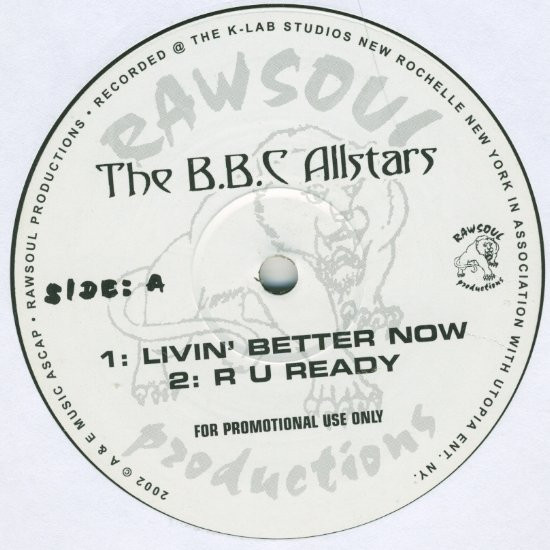 2002 © A & E MUSIC ASCAP • RAWSOUL PRODUCTIONS • RECORDED @ THE K-LAB STUDIOS NEW ROCHELLE NEW YORK IN ASSOCIATION WITH UTOPIA ENT. NY.
RAWSOUL
The B.B.C Allstars
RAWSOUL
productions
SIDE: A
1: LIVIN' BETTER NOW
2: R U READY
FOR PROMOTIONAL USE ONLY
productions